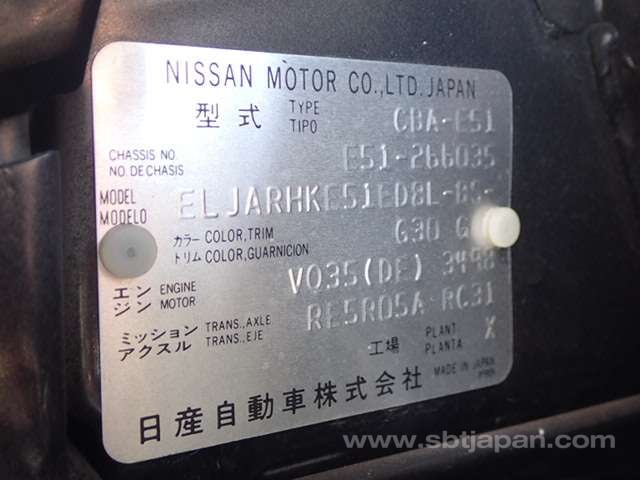 NISSAN MOTOR CO.,LTD. JAPAN
型式 TYPE TIPO CBA-E51
CHASSIS NO. NO. DE CHASIS E51-266035
MODEL MODELO ELJARHKE51ED8L-BS-
カラー COLOR, TRIM トリム COLOR, GUARNICION G30 G
エンジン ENGINE MOTOR VQ35(DE) 3498
ミッション TRANS., AXLE アクスル TRANS., EJE RE5R05A RC31
工場 PLANT PLANTA X
MADE IN JAPAN
日産自動車株式会社
www.sbtjapan.com